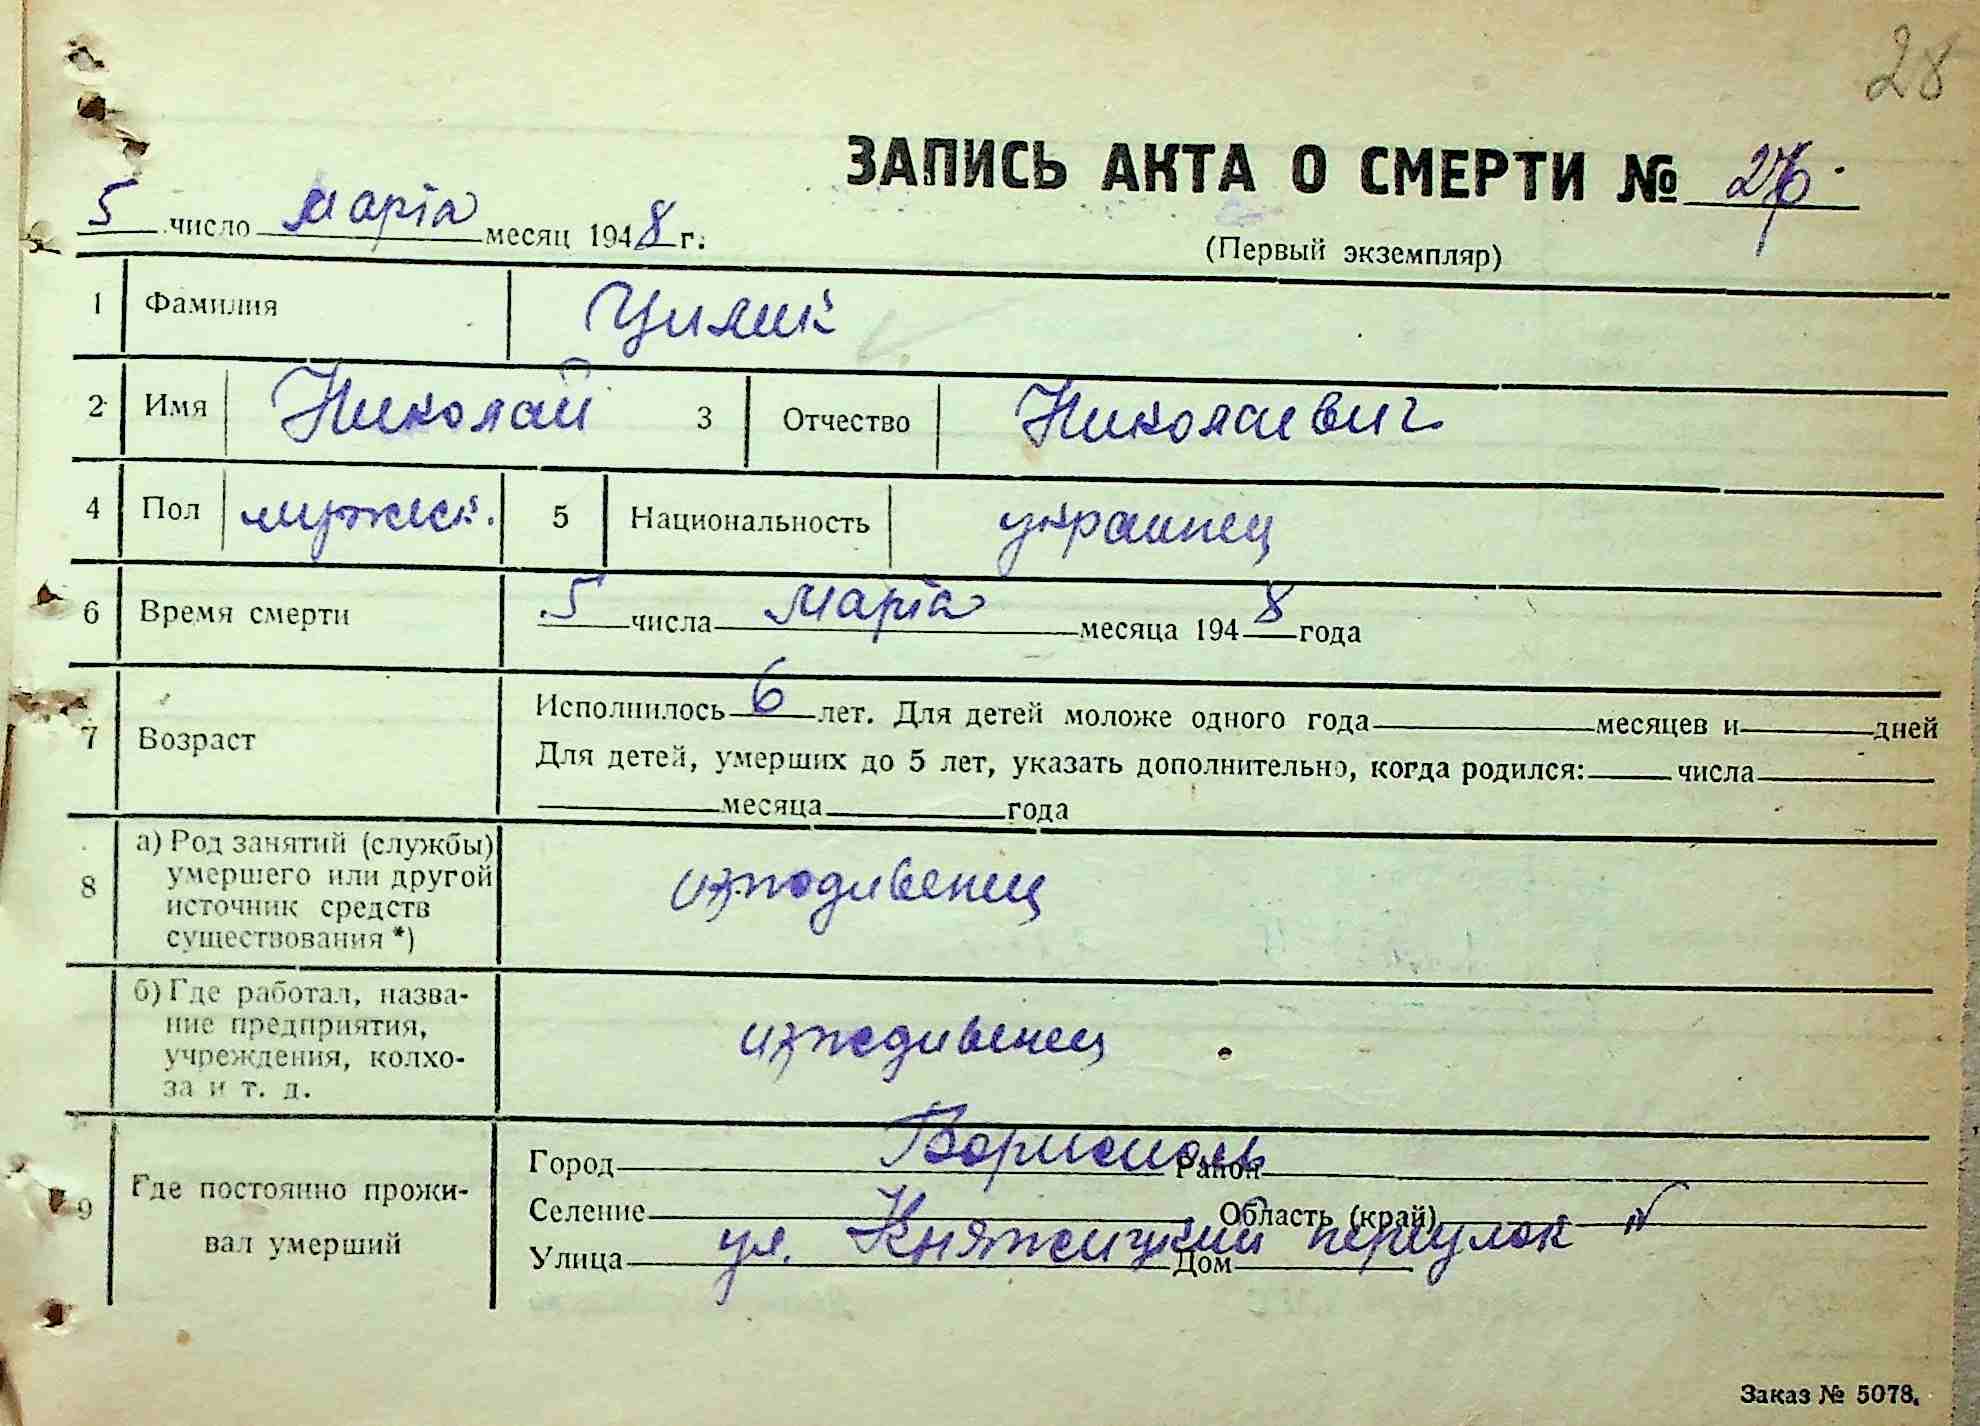 28
ЗАПИСЬ АКТА О СМЕРТИ № 26.
5 число марта месяц 1948 г.
(Первый экземпляр)
1 Фамилия Цилик
2 Имя Николай 3 Отчество Николаевич
4 Пол мужск. 5 Национальность украинец
6 Время смерти 5 числа марта месяца 1948 года
7 Возраст Исполнилось 6 лет. Для детей моложе одного года месяцев и дней
Для детей, умерших до 5 лет, указать дополнительно, когда родился: числа
месяца года
8 а) Род занятий (службы) умершего или другой источник средств существования *) иждивенец
б) Где работал, назва-
ние предприятия,
учреждения, колхо-
за и т. д. иждивенец
9 Где постоянно прожи-
вал умерший
Город Борисполь Район
Селение Область (край)
Улица ул. Княжицкий переулок № Дом
Заказ № 5078.